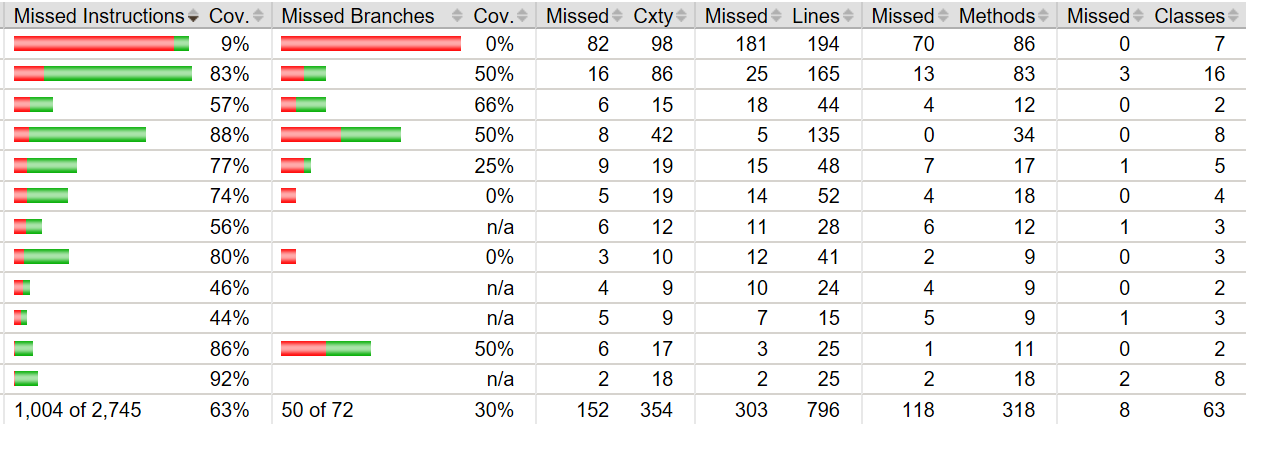 Missed Instructions Cov. Missed Branches Cov. Missed Cxty Missed Lines Missed Methods Missed Classes
9% 0% 82 98 181 194 70 86 0 7
83% 50% 16 86 25 165 13 83 3 16
57% 66% 6 15 18 44 4 12 0 2
88% 50% 8 42 5 135 0 34 0 8
77% 25% 9 19 15 48 7 17 1 5
74% 0% 5 19 14 52 4 18 0 4
56% n/a 6 12 11 28 6 12 1 3
80% 0% 3 10 12 41 2 9 0 3
46% n/a 4 9 10 24 4 9 0 2
44% n/a 5 9 7 15 5 9 1 3
86% 50% 6 17 3 25 1 11 0 2
92% n/a 2 18 2 25 2 18 2 8
1,004 of 2,745 63% 50 of 72 30% 152 354 303 796 118 318 8 63